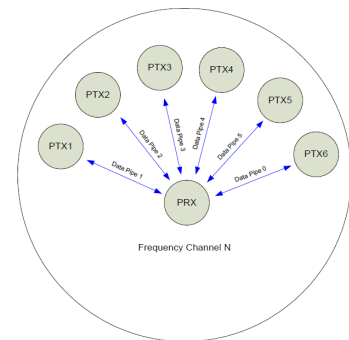 PTX3
PTX4
PTX2
PTX5
PTX1
PTX6
Data Pipe 1
Data Pipe 2
Data Pipe 3
Data Pipe 4
Data Pipe 5
Data Pipe 0
PRX
Frequency Channel N